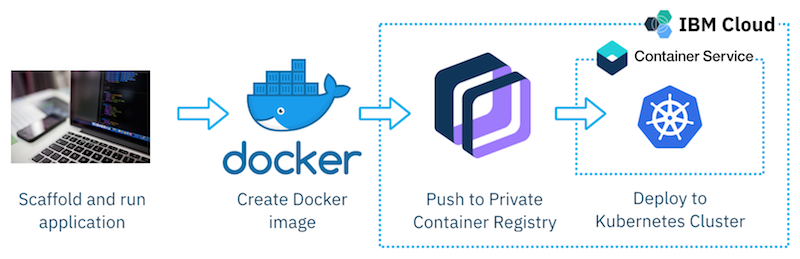 IBM Cloud
Container Service
docker
Scaffold and run
application
Create Docker
image
Push to Private
Container Registry
Deploy to
Kubernetes Cluster